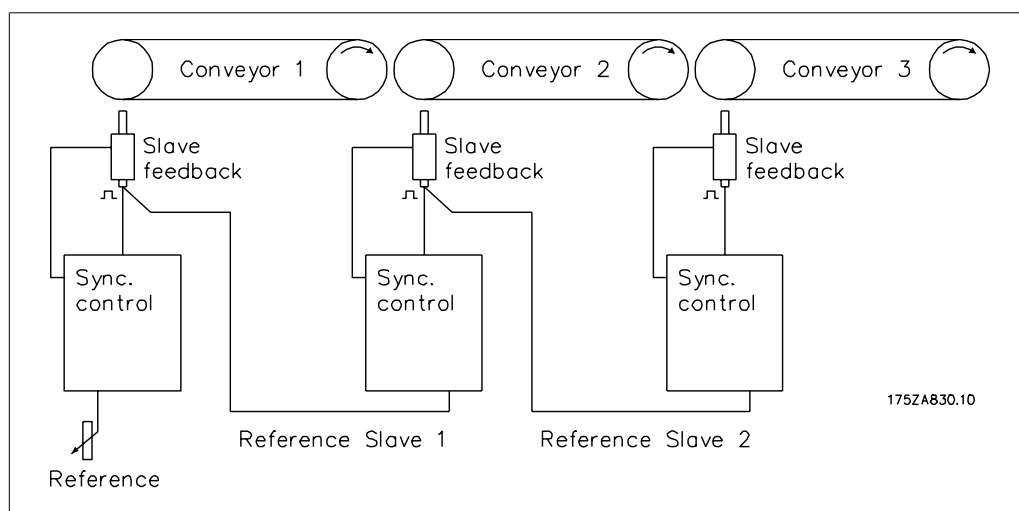 Conveyor 1
Conveyor 2
Conveyor 3
Slave
feedback
Slave
feedback
Slave
feedback
Sync.
control
Sync.
control
Sync.
control
175ZA830.10
Reference Slave 1
Reference Slave 2
Reference